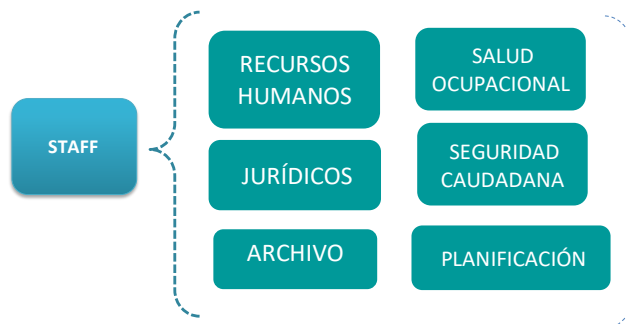 STAFF
RECURSOS
HUMANOS
SALUD
OCUPACIONAL
JURÍDICOS
SEGURIDAD
CAUDADANA
ARCHIVO
PLANIFICACIÓN